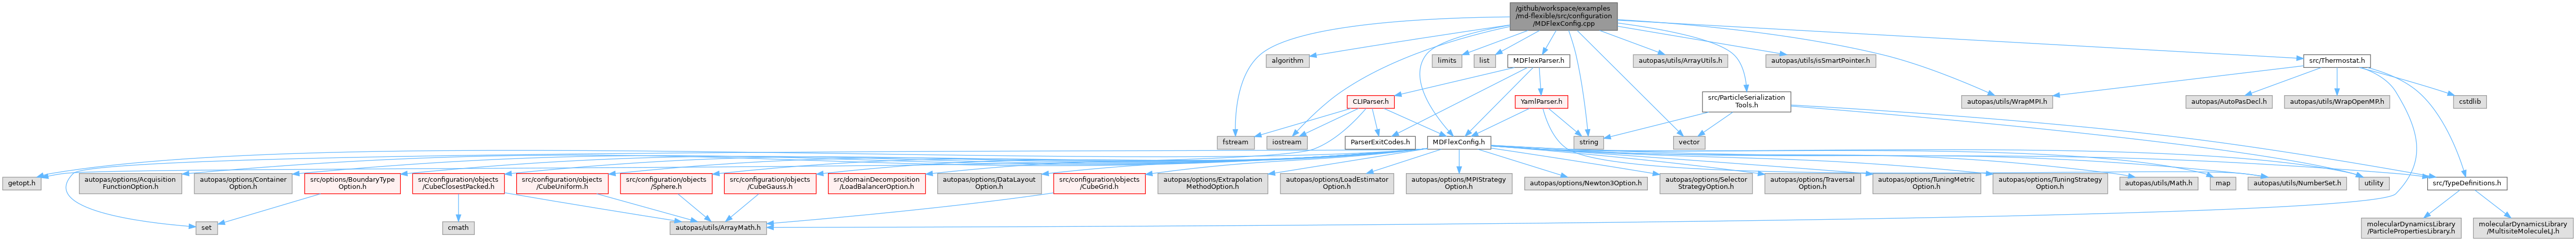 /github/workspace/examples
/md-flexible/src/configuration
/MDFlexConfig.cpp
algorithm
limits
list
MDFlexParser.h
autopas/utils/ArrayUtils.h
autopas/utils/isSmartPointer.h
src/Thermostat.h
CLIParser.h
YamlParser.h
src/ParticleSerialization
Tools.h
autopas/utils/WrapMPI.h
autopas/AutoPasDecl.h
autopas/utils/WrapOpenMP.h
cstdlib
fstream
iostream
ParserExitCodes.h
MDFlexConfig.h
string
vector
getopt.h
autopas/options/Acquisition
FunctionOption.h
autopas/options/Container
Option.h
src/options/BoundaryType
Option.h
src/configuration/objects
/CubeClosestPacked.h
src/configuration/objects
/CubeUniform.h
src/configuration/objects
/Sphere.h
src/configuration/objects
/CubeGauss.h
src/domainDecomposition
/LoadBalancerOption.h
autopas/options/DataLayout
Option.h
src/configuration/objects
/CubeGrid.h
autopas/options/Extrapolation
MethodOption.h
autopas/options/LoadEstimator
Option.h
autopas/options/MPIStrategy
Option.h
autopas/options/Newton3Option.h
autopas/options/Selector
StrategyOption.h
autopas/options/Traversal
Option.h
autopas/options/TuningMetric
Option.h
autopas/options/TuningStrategy
Option.h
autopas/utils/Math.h
map
autopas/utils/NumberSet.h
utility
src/TypeDefinitions.h
set
cmath
autopas/utils/ArrayMath.h
molecularDynamicsLibrary
/ParticlePropertiesLibrary.h
molecularDynamicsLibrary
/MultisiteMoleculeLJ.h